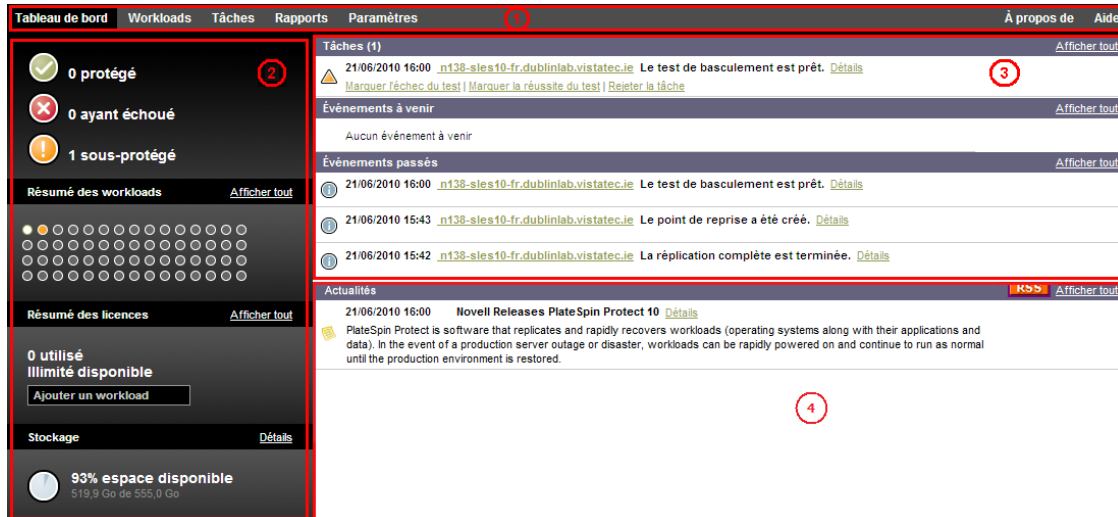 Tableau de bord Workloads Tâches Rapports Paramètres 1 À propos de Aide
0 protégé 2
0 ayant échoué
1 sous-protégé
Résumé des workloads Afficher tout
Résumé des licences Afficher tout
0 utilisé
Illimité disponible
Ajouter un workload
Stockage Détails
93% espace disponible
519,9 Go de 555,0 Go
Tâches (1) Afficher tout
21/06/2010 16:00 n138-sles10-fr.dublinlab.vistatec.ie Le test de basculement est prêt. Détails 3
Marquer l'échec du test | Marquer la réussite du test | Rejeter la tâche
Événements à venir Afficher tout
Aucun événement à venir
Événements passés Afficher tout
21/06/2010 16:00 n138-sles10-fr.dublinlab.vistatec.ie Le test de basculement est prêt. Détails
21/06/2010 15:43 n138-sles10-fr.dublinlab.vistatec.ie Le point de reprise a été créé. Détails
21/06/2010 15:42 n138-sles10-fr.dublinlab.vistatec.ie La réplication complète est terminée. Détails
Actualités RSS Afficher tout
21/06/2010 16:00 Novell Releases PlateSpin Protect 10 Détails
PlateSpin Protect is software that replicates and rapidly recovers workloads (operating systems along with their applications and
data). In the event of a production server outage or disaster, workloads can be rapidly powered on and continue to run as normal
until the production environment is restored.
4